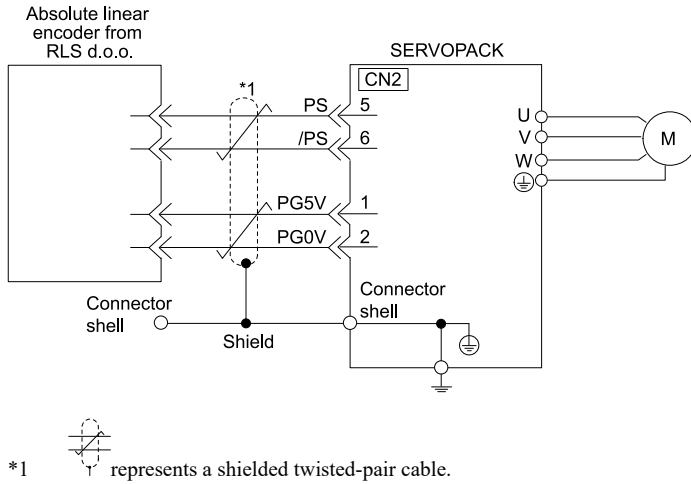 Absolute linear
encoder from
RLS d.o.o.
SERVOPACK
CN2
*1
PS 5
/PS 6
PG5V 1
PG0V 2
U
V
W
M
Connector
shell
Shield
Connector
shell
*1 represents a shielded twisted-pair cable.